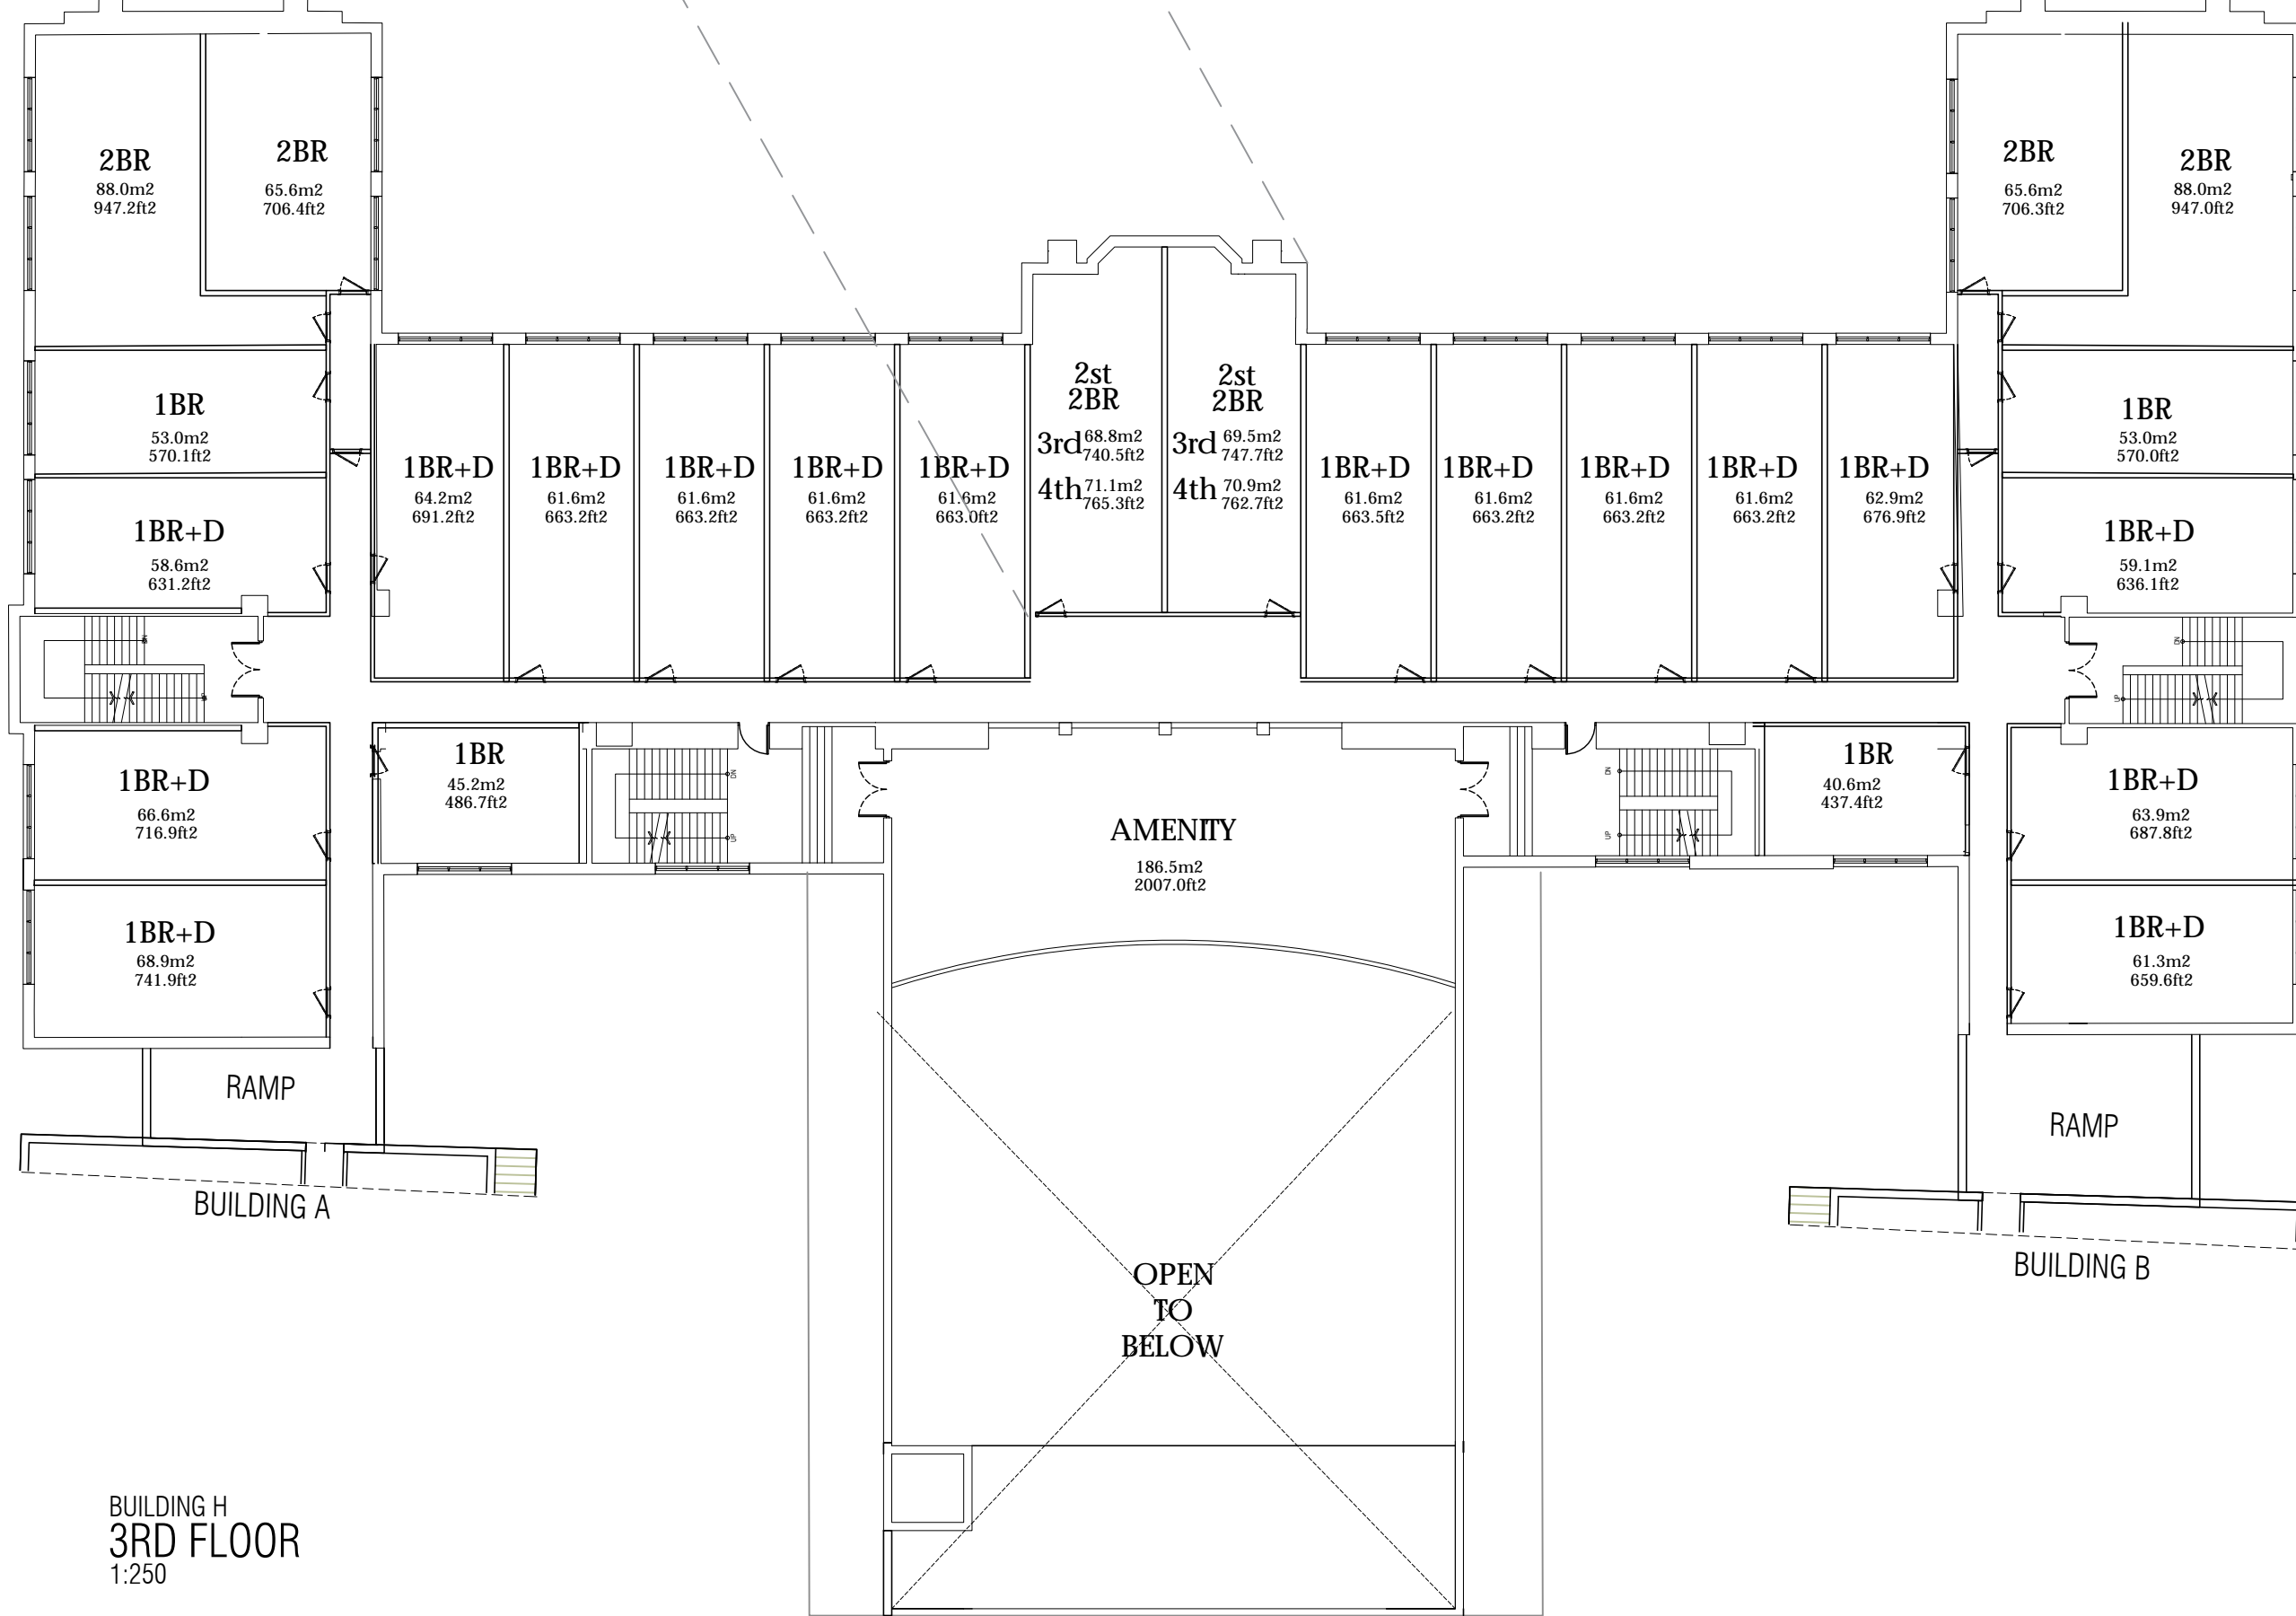 2BR
88.0m2
947.2ft2
2BR
65.6m2
706.4ft2
2BR
65.6m2
706.3ft2
2BR
88.0m2
947.0ft2
1BR
53.0m2
570.1ft2
1BR+D
58.6m2
631.2ft2
1BR+D
64.2m2
691.2ft2
1BR+D
61.6m2
663.2ft2
1BR+D
61.6m2
663.2ft2
1BR+D
61.6m2
663.2ft2
1BR+D
61.6m2
663.0ft2
2st
2BR
3rd 68.8m2
740.5ft2
4th 71.1m2
765.3ft2
2st
2BR
3rd 69.5m2
747.7ft2
4th 70.9m2
762.7ft2
1BR+D
61.6m2
663.5ft2
1BR+D
61.6m2
663.2ft2
1BR+D
61.6m2
663.2ft2
1BR+D
61.6m2
663.2ft2
1BR+D
62.9m2
676.9ft2
1BR
53.0m2
570.0ft2
1BR+D
59.1m2
636.1ft2
DN
UP
DN
UP
1BR+D
66.6m2
716.9ft2
1BR+D
68.9m2
741.9ft2
1BR
45.2m2
486.7ft2
DN
UP
AMENITY
186.5m2
2007.0ft2
DN
UP
1BR
40.6m2
437.4ft2
1BR+D
63.9m2
687.8ft2
1BR+D
61.3m2
659.6ft2
RAMP
BUILDING A
RAMP
BUILDING B
OPEN
TO
BELOW
BUILDING H
3RD FLOOR
1:250